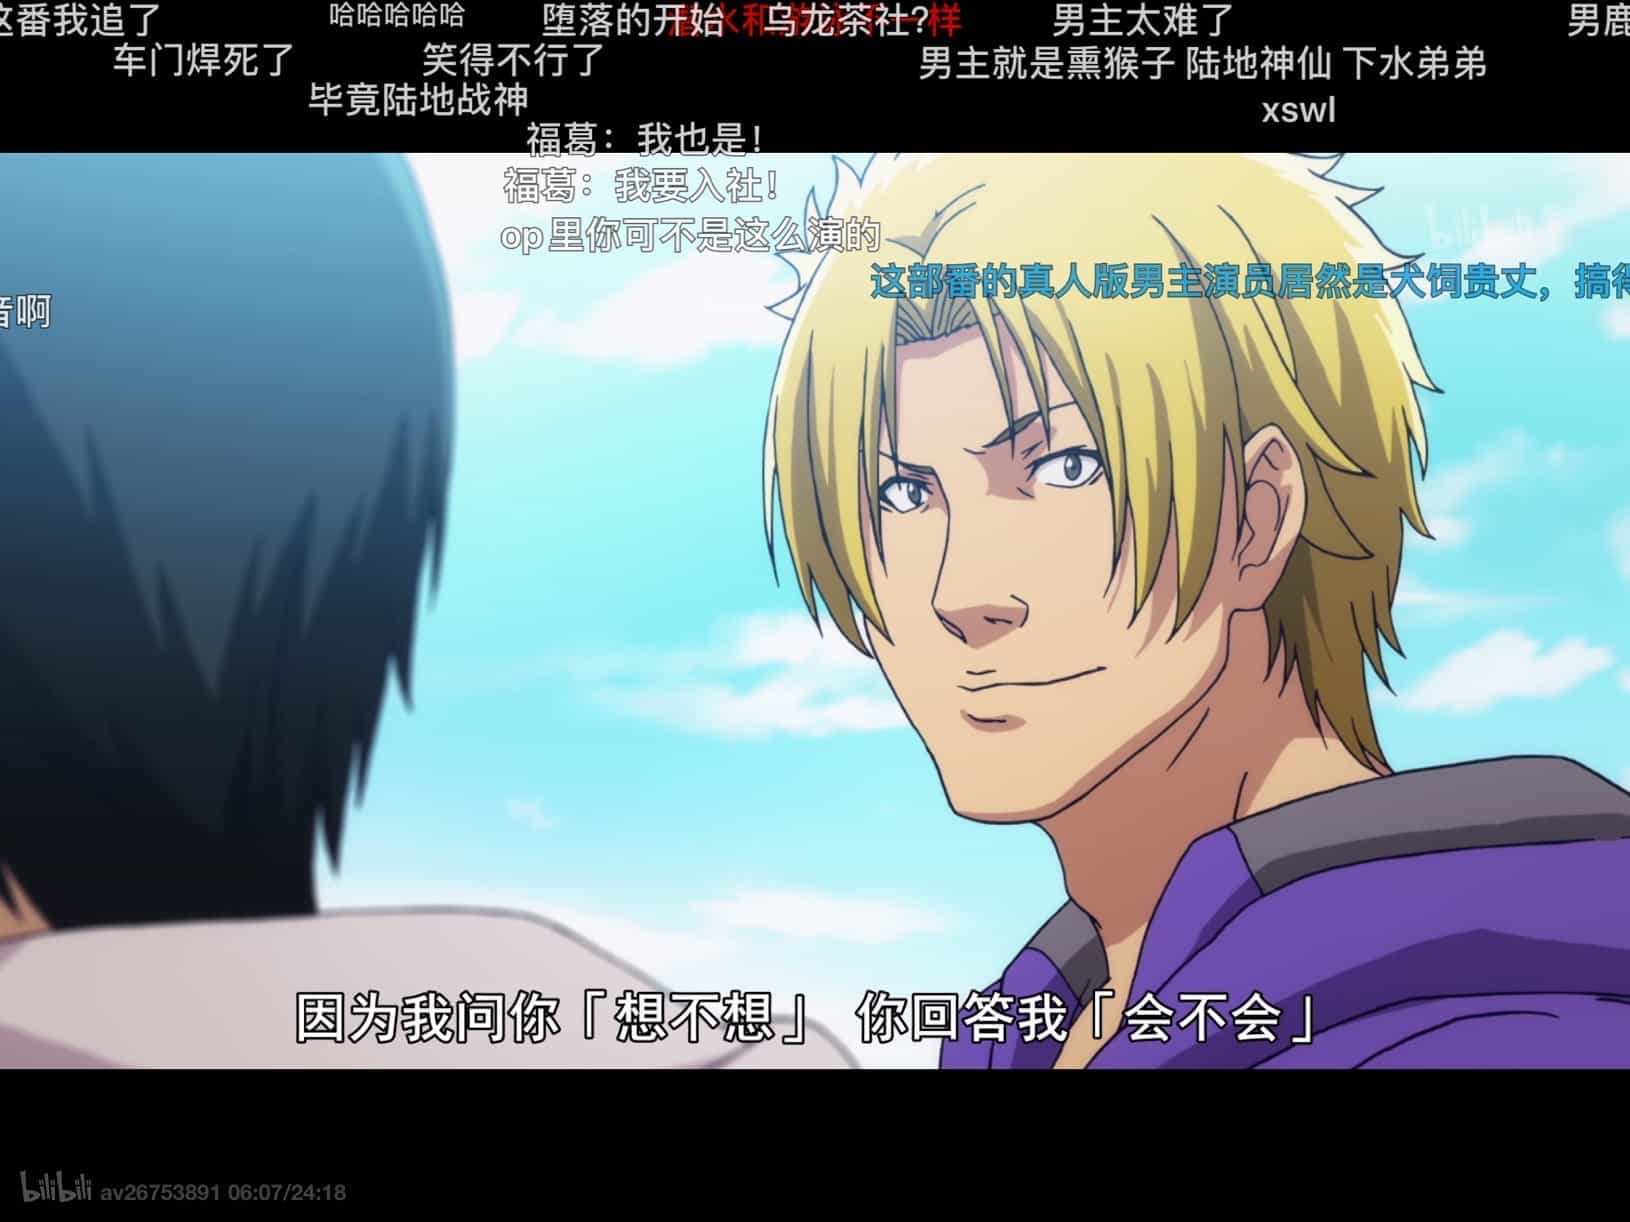 这番我追了
哈哈哈哈哈
堕落的开始
乌龙茶社?
一样
男主太难了
男鹿
车门焊死了
笑得不行了
男主就是熏猴子 陆地神仙 下水弟弟
毕竟陆地战神
xswl
福葛：我也是！
福葛：我要入社！
op里你可不是这么演的
bilibili
这部番的真人版男主演员居然是犬饲贵丈，搞得
音啊
因为我问你「想不想」 你回答我「会不会」
bilibili av26753891 06:07/24:18